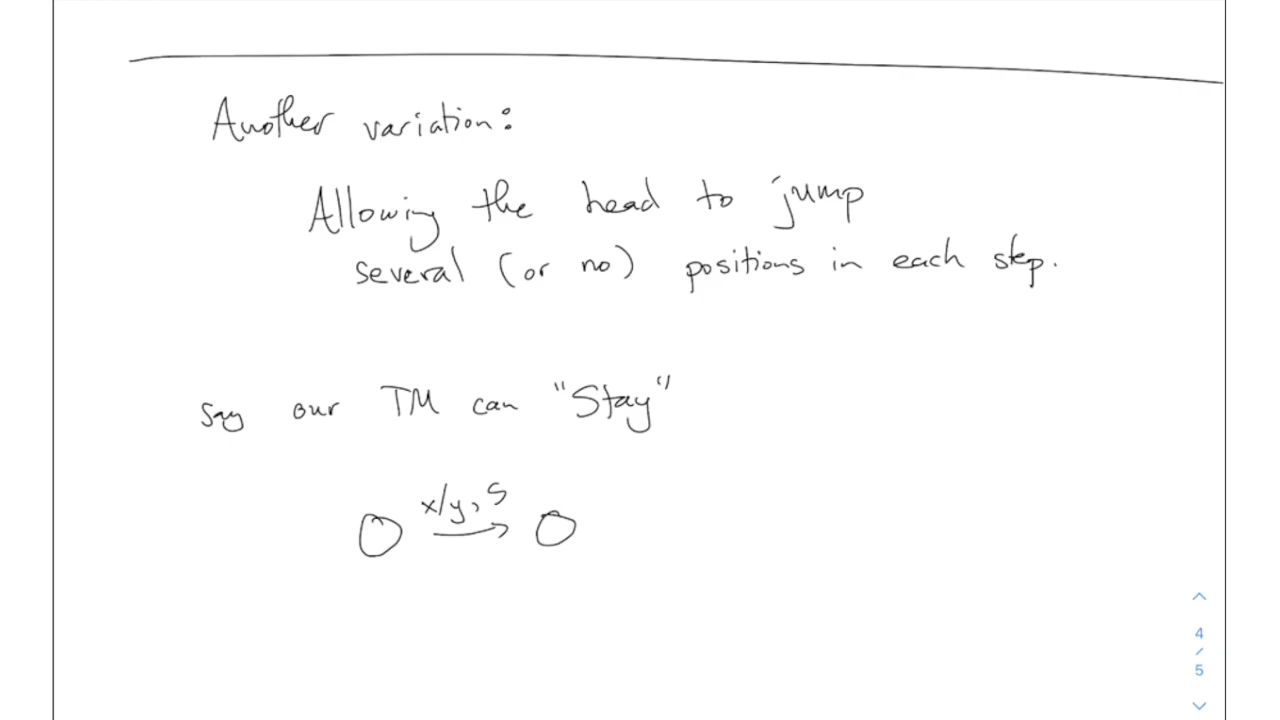 Another variation:
Allowing the head to jump
several (or no) positions in each step.
Say our TM can "Stay"
x/y, S
4
/
5